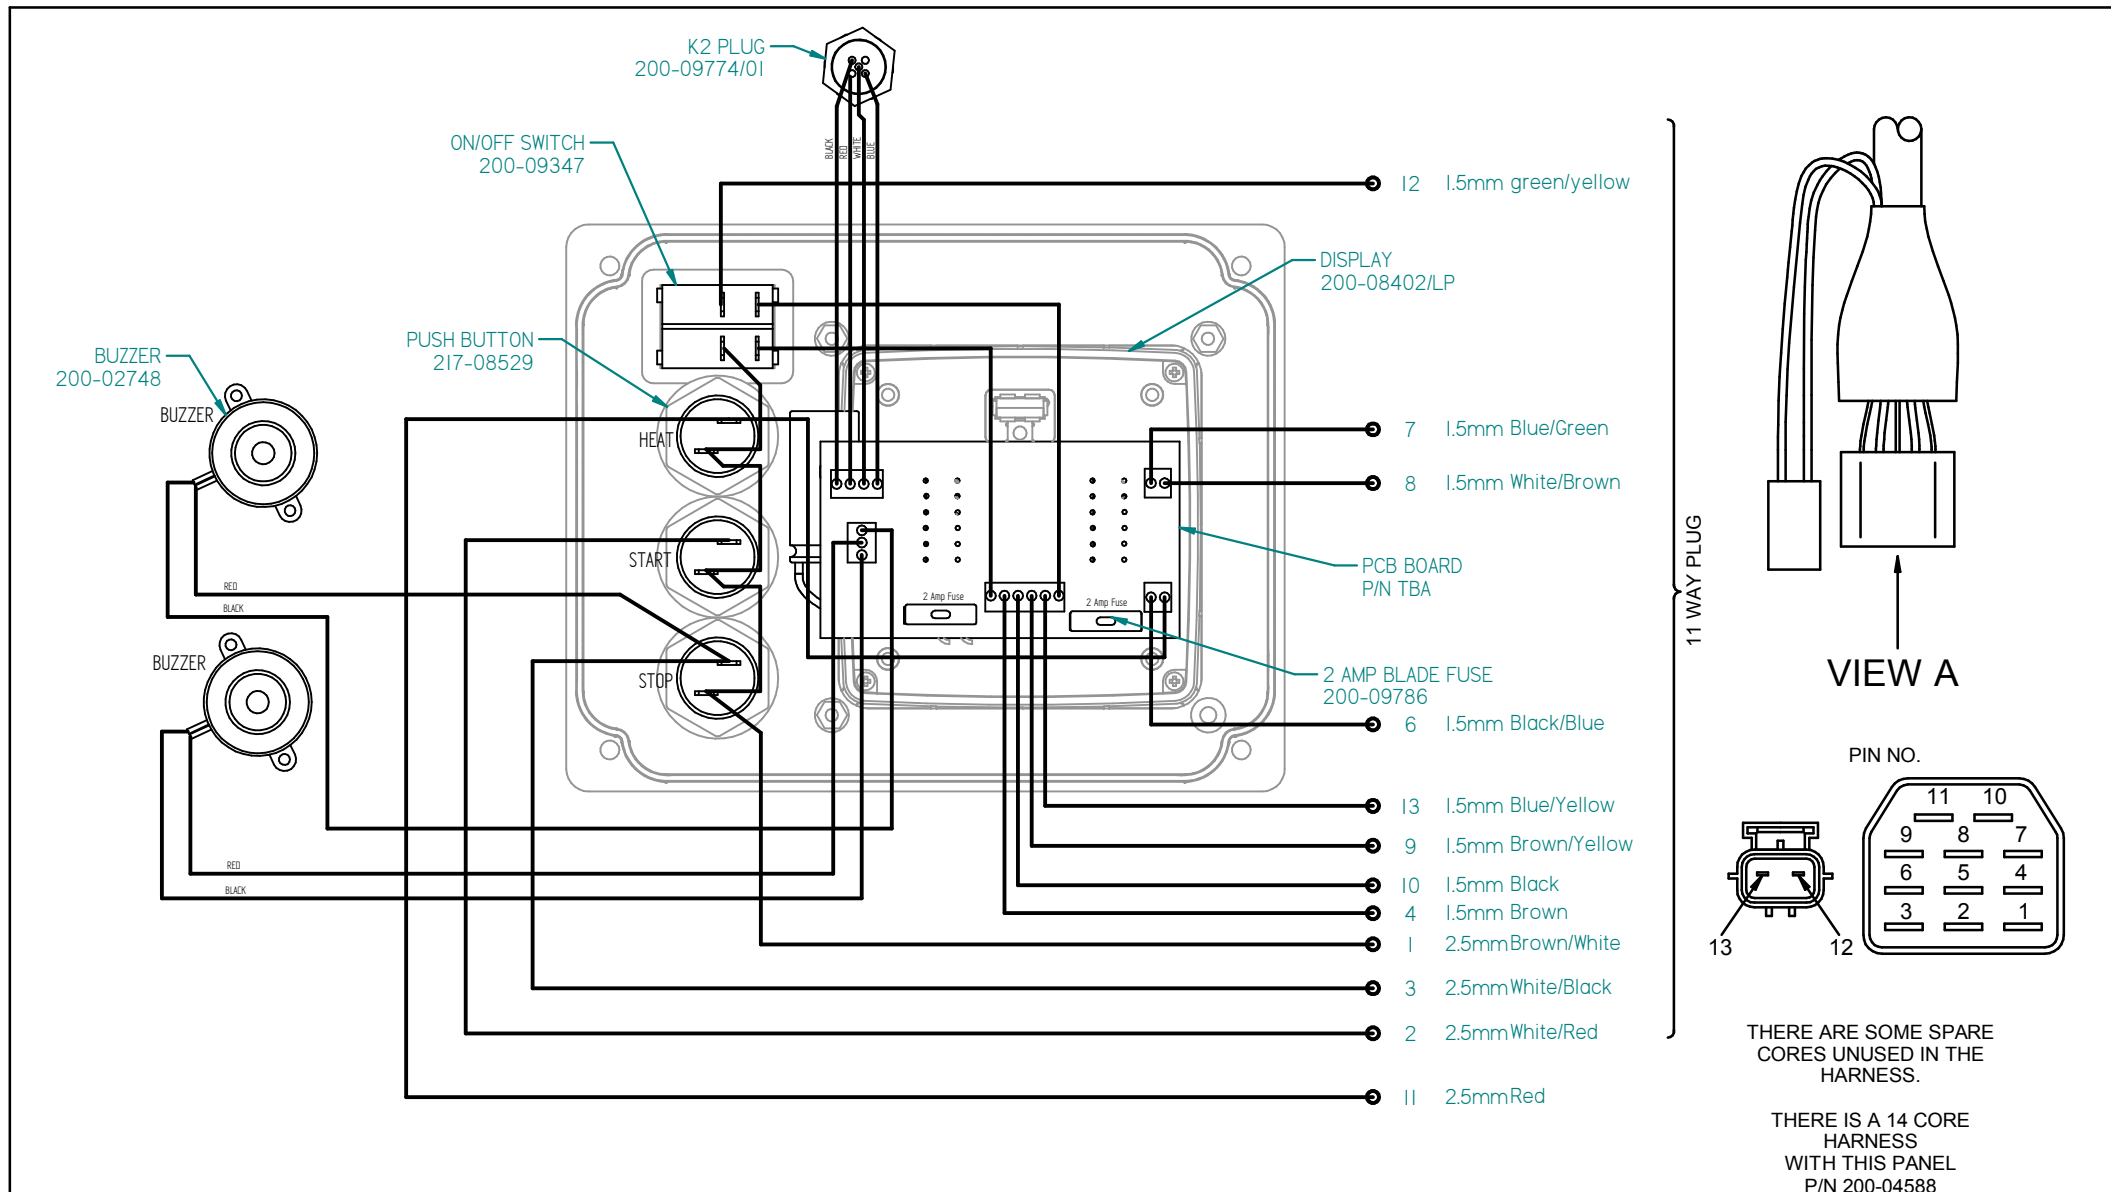 K2 PLUG
200-09774/01
ON/OFF SWITCH
200-09347
BLACK
RED
WHITE
BLUE
12 1.5mm green/yellow
DISPLAY
200-08402/LP
PUSH BUTTON
217-08529
BUZZER
200-02748
BUZZER
HEAT
7 1.5mm Blue/Green
8 1.5mm White/Brown
START
PCB BOARD
P/N TBA
RED
BLACK
2 Amp Fuse
2 Amp Fuse
11 WAY PLUG
BUZZER
STOP
2 AMP BLADE FUSE
200-09786
VIEW A
6 1.5mm Black/Blue
PIN NO.
13 1.5mm Blue/Yellow
9 1.5mm Brown/Yellow
10 1.5mm Black
4 1.5mm Brown
1 2.5mm Brown/White
3 2.5mm White/Black
2 2.5mm White/Red
11 2.5mm Red
RED
BLACK
11 10
9 8 7
6 5 4
3 2 1
13 12
THERE ARE SOME SPARE
CORES UNUSED IN THE
HARNESS.
THERE IS A 14 CORE
HARNESS
WITH THIS PANEL
P/N 200-04588